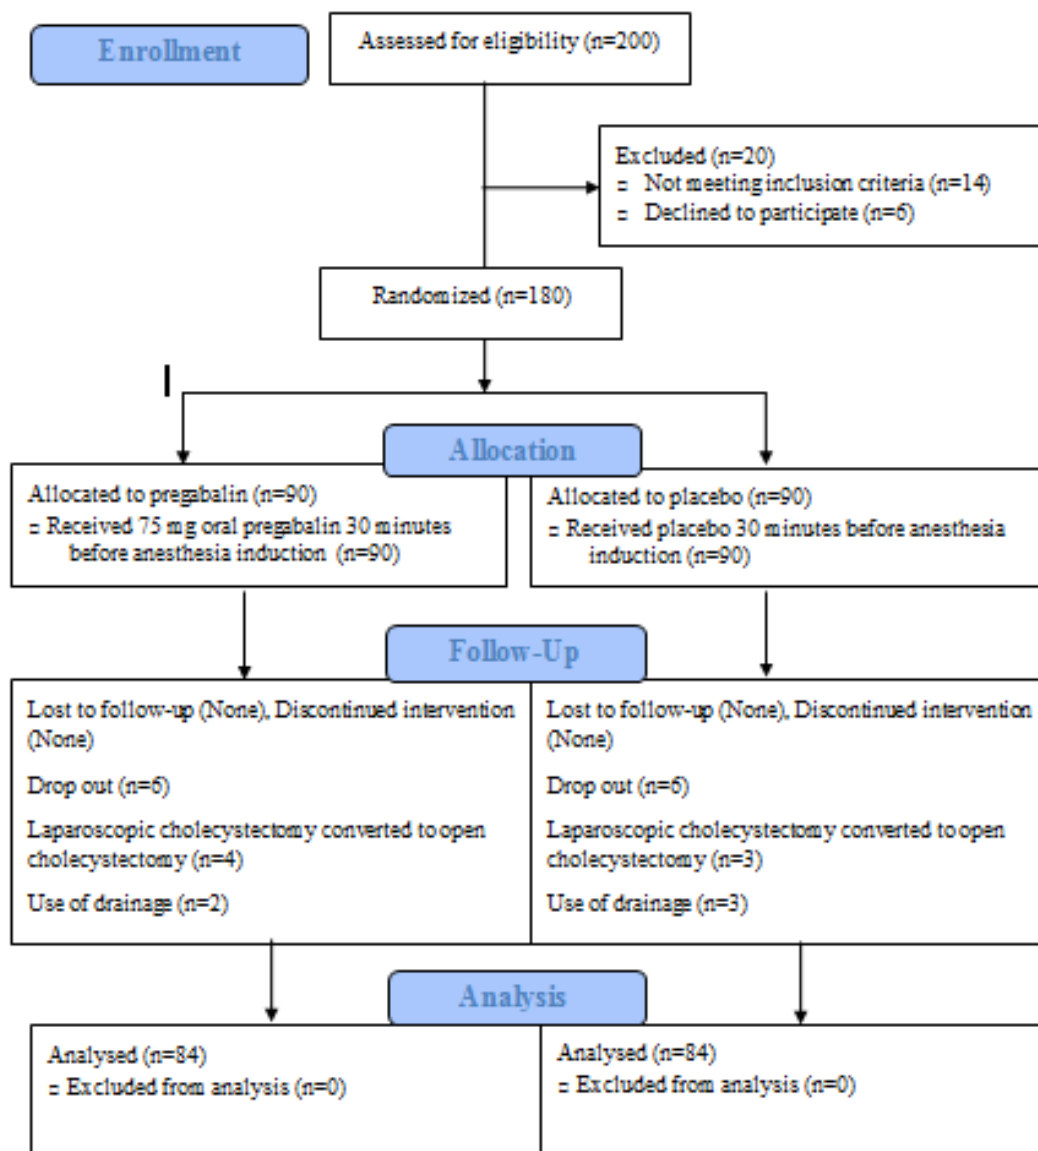 Enrollment
Assessed for eligibility (n=200)
Excluded (n=20)
□ Not meeting inclusion criteria (n=14)
□ Declined to participate (n=6)
Randomized (n=180)
Allocation
Allocated to pregabalin (n=90)
□ Received 75 mg oral pregabalin 30 minutes
before anesthesia induction (n=90)
Allocated to placebo (n=90)
□ Received placebo 30 minutes before anesthesia
induction (n=90)
Follow-Up
Lost to follow-up (None), Discontinued intervention
(None)
Drop out (n=6)
Laparoscopic cholecystectomy converted to open
cholecystectomy (n=4)
Use of drainage (n=2)
Lost to follow-up (None), Discontinued intervention
(None)
Drop out (n=6)
Laparoscopic cholecystectomy converted to open
cholecystectomy (n=3)
Use of drainage (n=3)
Analysis
Analysed (n=84)
□ Excluded from analysis (n=0)
Analysed (n=84)
□ Excluded from analysis (n=0)